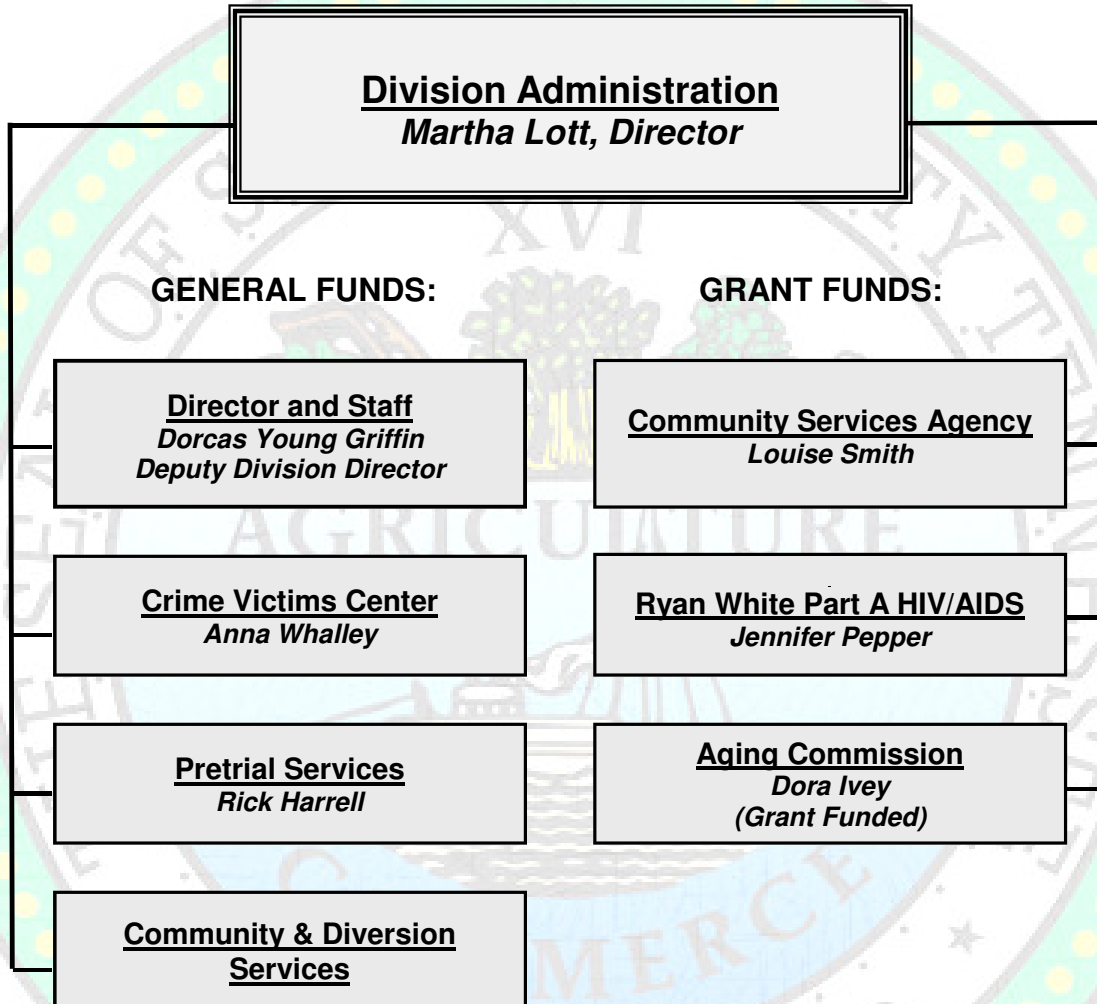 Division Administration
Martha Lott, Director
GENERAL FUNDS:
Director and Staff
Dorcas Young Griffin
Deputy Division Director
Crime Victims Center
Anna Whalley
Pretrial Services
Rick Harrell
Community & Diversion
Services
GRANT FUNDS:
Community Services Agency
Louise Smith
Ryan White Part A HIV/AIDS
Jennifer Pepper
Aging Commission
Dora Ivey
(Grant Funded)
XVI
AGRICULTURE